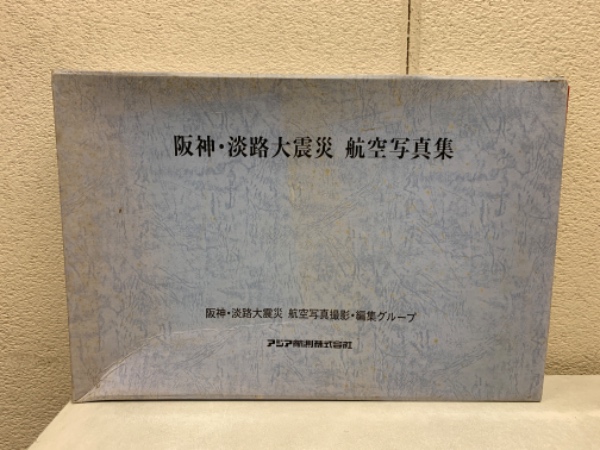 阪神・淡路大震災 航空写真集
阪神・淡路大震災 航空写真撮影・編集グループ
アジア航測株式会社